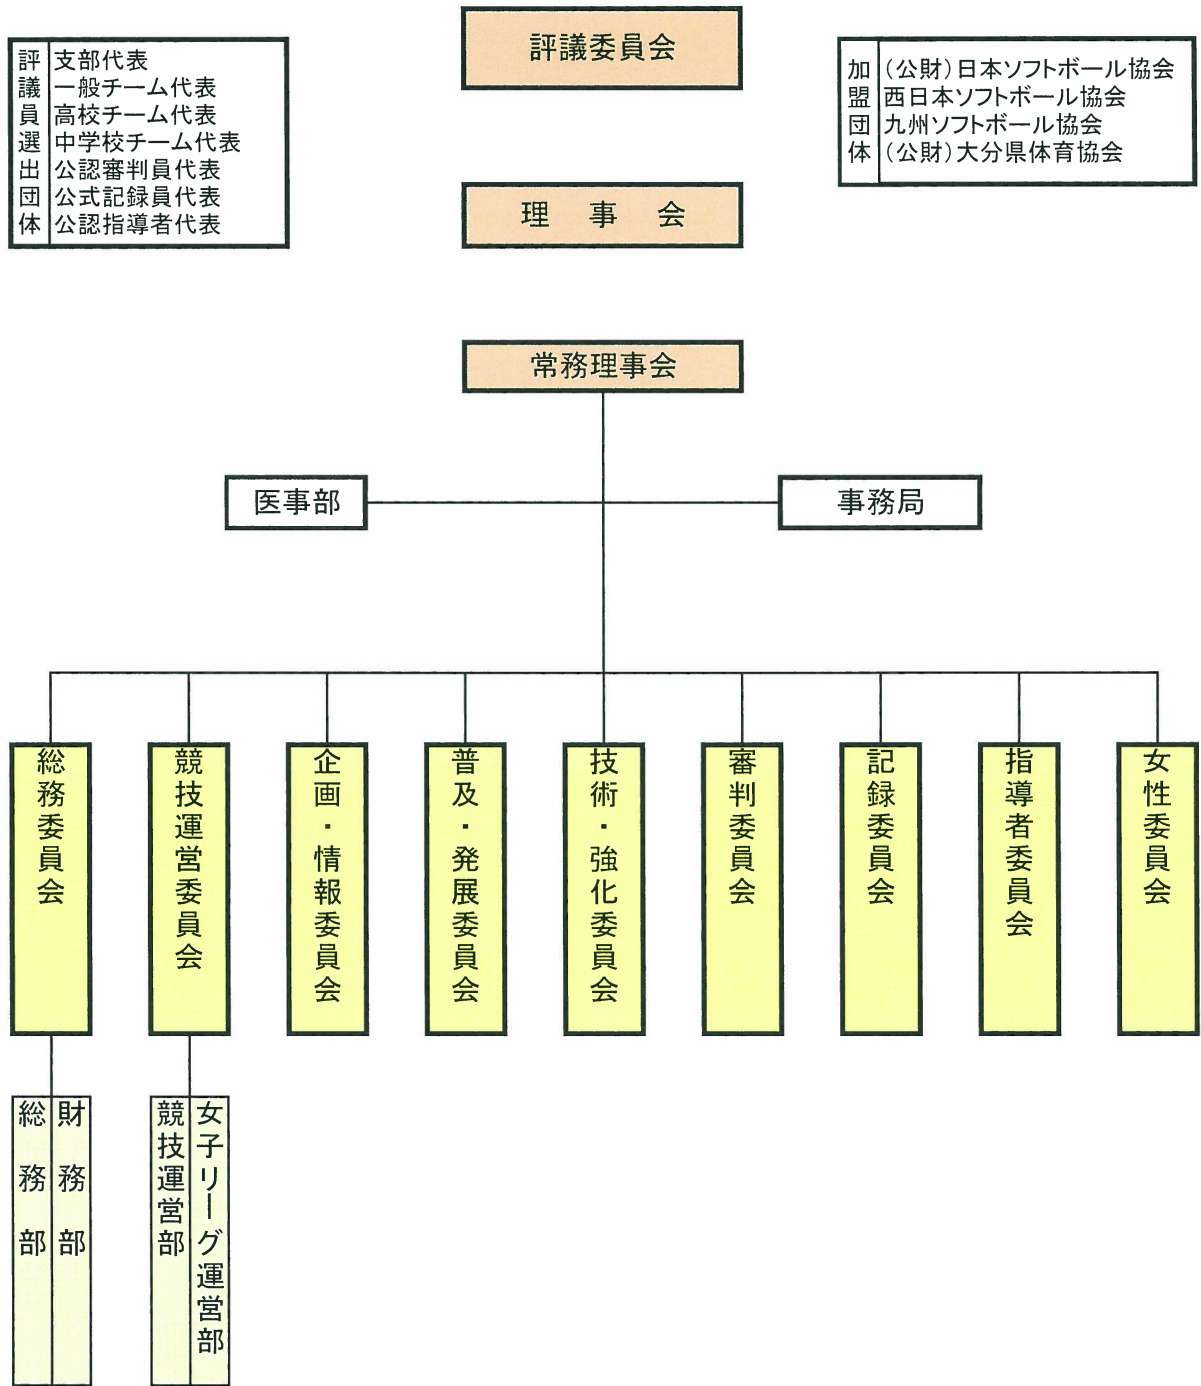 評議委員会
評議員選出団体
支部代表
一般チーム代表
高校チーム代表
中学校チーム代表
公認審判員代表
公式記録員代表
公認指導者代表
加盟団体
(公財)日本ソフトボール協会
西日本ソフトボール協会
九州ソフトボール協会
(公財)大分県体育協会
理事会
常務理事会
医事部
事務局
総務委員会
競技運営委員会
企画・情報委員会
普及・発展委員会
技術・強化委員会
審判委員会
記録委員会
指導者委員会
女性委員会
総務部
財務部
競技運営部
女子リーグ運営部